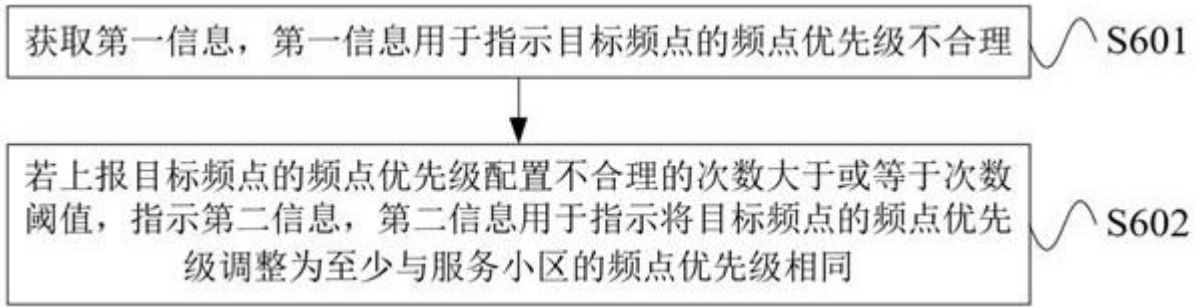 获取第一信息，第一信息用于指示目标频点的频点优先级不合理
S601
若上报目标频点的频点优先级配置不合理的次数大于或等于次数
阈值，指示第二信息，第二信息用于指示将目标频点的频点优先
级调整为至少与服务小区的频点优先级相同
S602